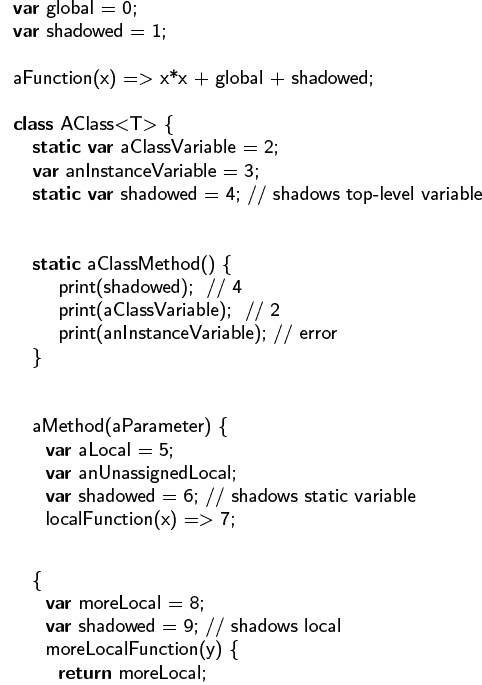 var global = 0;
var shadowed = 1;
aFunction(x) => x*x + global + shadowed;
class AClass<T> {
static var aClassVariable = 2;
var anInstanceVariable = 3;
static var shadowed = 4; // shadows top-level variable
static aClassMethod() {
print(shadowed); // 4
print(aClassVariable); // 2
print(anInstanceVariable); // error
}
aMethod(aParameter) {
var aLocal = 5;
var anUnassignedLocal;
var shadowed = 6; // shadows static variable
localFunction(x) => 7;
{
var moreLocal = 8;
var shadowed = 9; // shadows local
moreLocalFunction(y) {
return moreLocal;